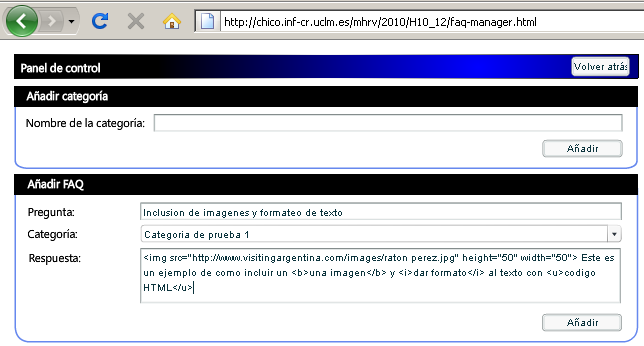 http://chico.inf-cr.uclm.es/mhrv/2010/H10_12/faq-manager.html
Panel de control
Volver atrás
Añadir categoría
Nombre de la categoría:
Añadir
Añadir FAQ
Pregunta: Inclusion de imagenes y formateo de texto
Categoría: Categoria de prueba 1
Respuesta: <img src="http://www.visitingargentina.com/images/raton perez.jpg" height="50" width="50"> Este es
un ejemplo de como incluir un <b>una imagen</b> y <i>dar formato</i> al texto con <u>codigo
HTML</u>
Añadir